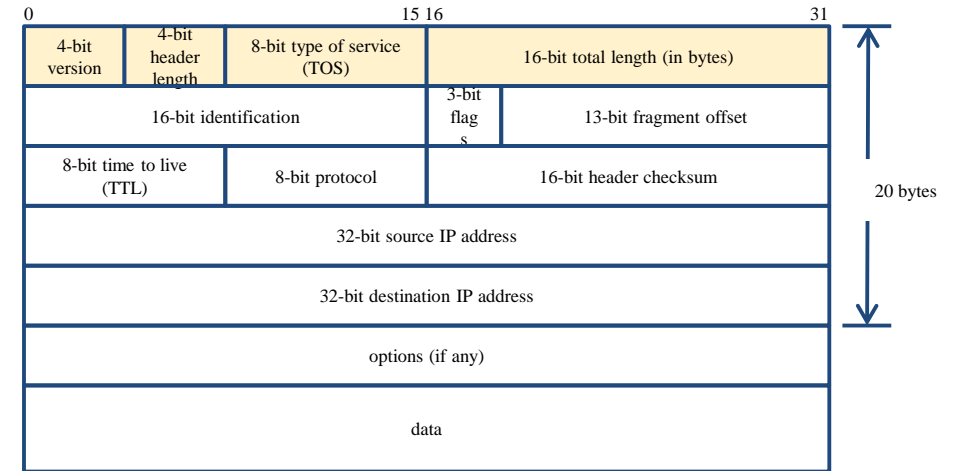 0 15 16 31
4-bit
version
4-bit
header
length
8-bit type of service
(TOS)
16-bit total length (in bytes)
16-bit identification
3-bit
flag
s
13-bit fragment offset
8-bit time to live
(TTL)
8-bit protocol
16-bit header checksum
20 bytes
32-bit source IP address
32-bit destination IP address
options (if any)
data